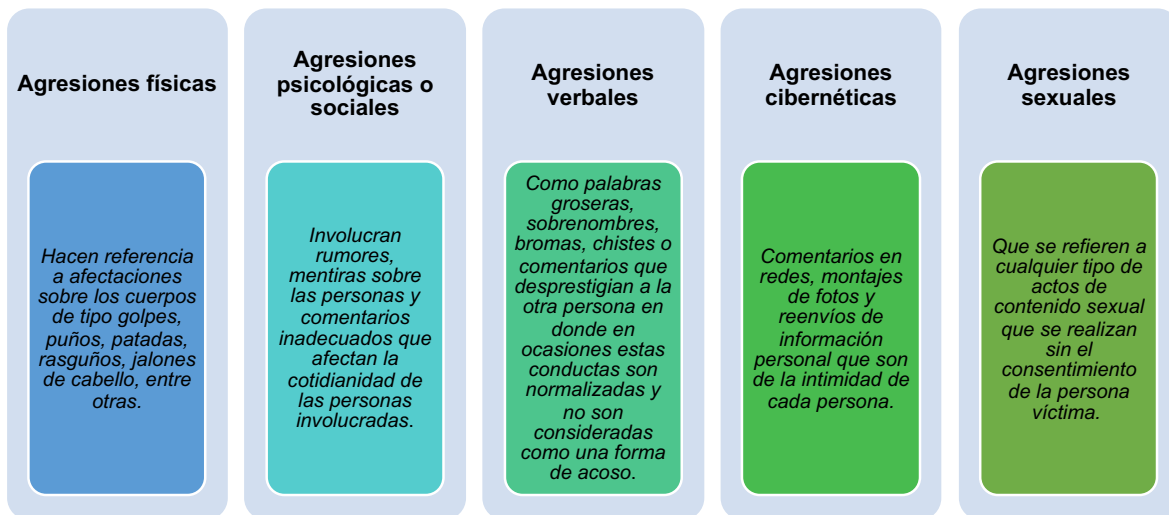 Agresiones físicas
Hacen referencia
a afectaciones
sobre los cuerpos
de tipo golpes,
puños, patadas,
rasguños, jalones
de cabello, entre
otras.
Agresiones
psicológicas o
sociales
Involucran
rumores,
mentiras sobre
las personas y
comentarios
inadecuados que
afectan la
cotidianidad de
las personas
involucradas.
Agresiones
verbales
Como palabras
groseras,
sobrenombres,
bromas, chistes o
comentarios que
desprestigian a la
otra persona en
donde en
ocasiones estas
conductas son
normalizadas y
no son
consideradas
como una forma
de acoso.
Agresiones
cibernéticas
Comentarios en
redes, montajes
de fotos y
reenvíos de
información
personal que son
de la intimidad de
cada persona.
Agresiones
sexuales
Que se refieren a
cualquier tipo de
actos de
contenido sexual
que se realizan
sin el
consentimiento
de la persona
víctima.